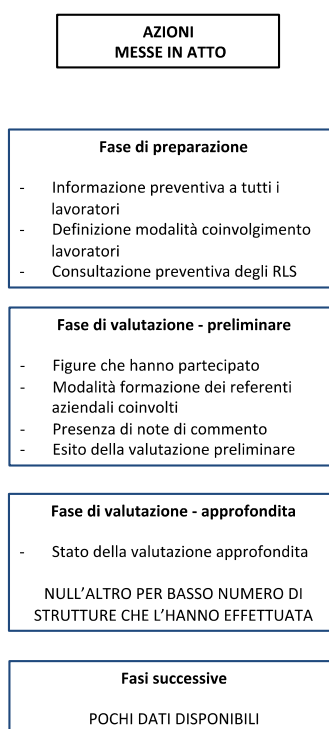 AZIONI
MESSE IN ATTO
Fase di preparazione
- Informazione preventiva a tutti i
lavoratori
- Definizione modalità coinvolgimento
lavoratori
- Consultazione preventiva degli RLS
Fase di valutazione - preliminare
- Figure che hanno partecipato
- Modalità formazione dei referenti
aziendali coinvolti
- Presenza di note di commento
- Esito della valutazione preliminare
Fase di valutazione - approfondita
- Stato della valutazione approfondita
NULL’ALTRO PER BASSO NUMERO DI
STRUTTURE CHE L’HANNO EFFETTUATA
Fasi successive
POCHI DATI DISPONIBILI